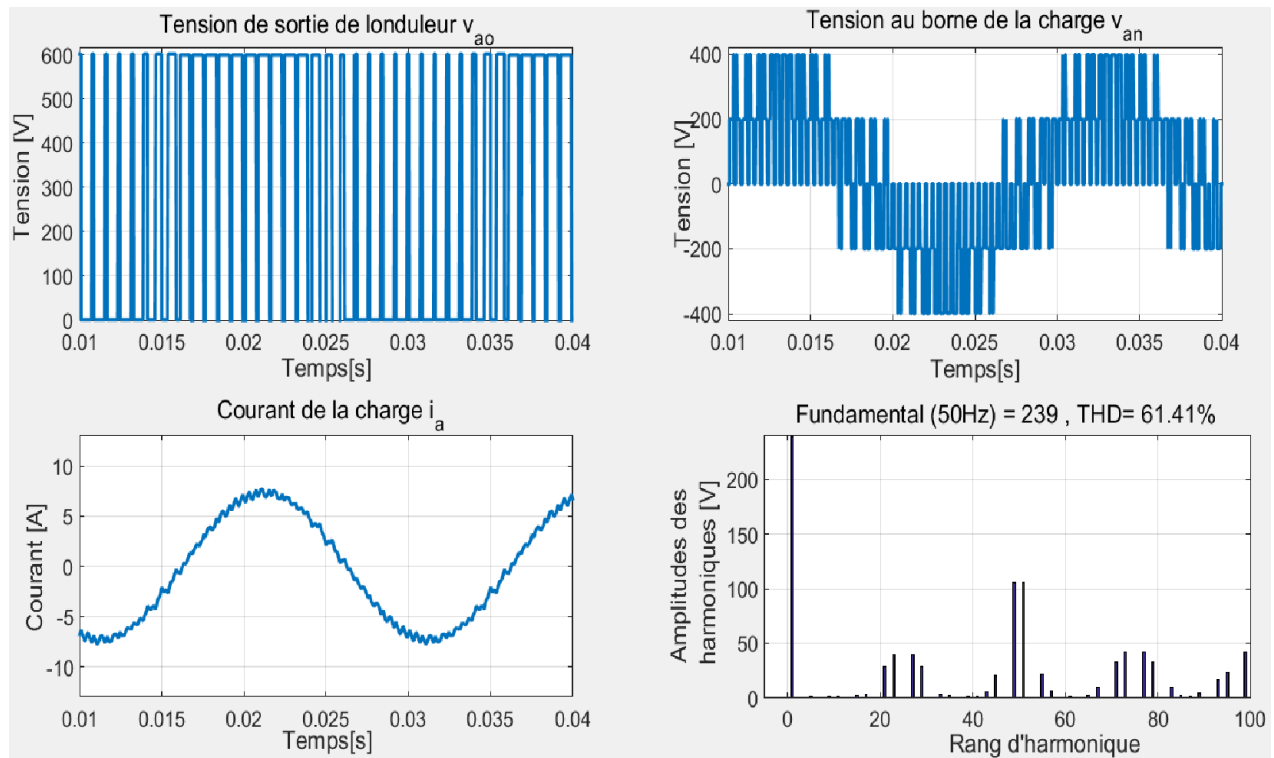 Tension de sortie de londuleur v_ao
Tension [V]
600
500
400
300
200
100
0
0.01 0.015 0.02 0.025 0.03 0.035 0.04
Temps[s]
Tension au borne de la charge v_an
Tension [V]
400
200
0
-200
-400
0.01 0.015 0.02 0.025 0.03 0.035 0.04
Temps[s]
Courant de la charge i_a
Courant [A]
10
5
0
-5
-10
0.01 0.015 0.02 0.025 0.03 0.035 0.04
Temps[s]
Fundamental (50Hz) = 239 , THD= 61.41%
Amplitudes des
harmoniques [V]
200
150
100
50
0
0 20 40 60 80 100
Rang d'harmonique